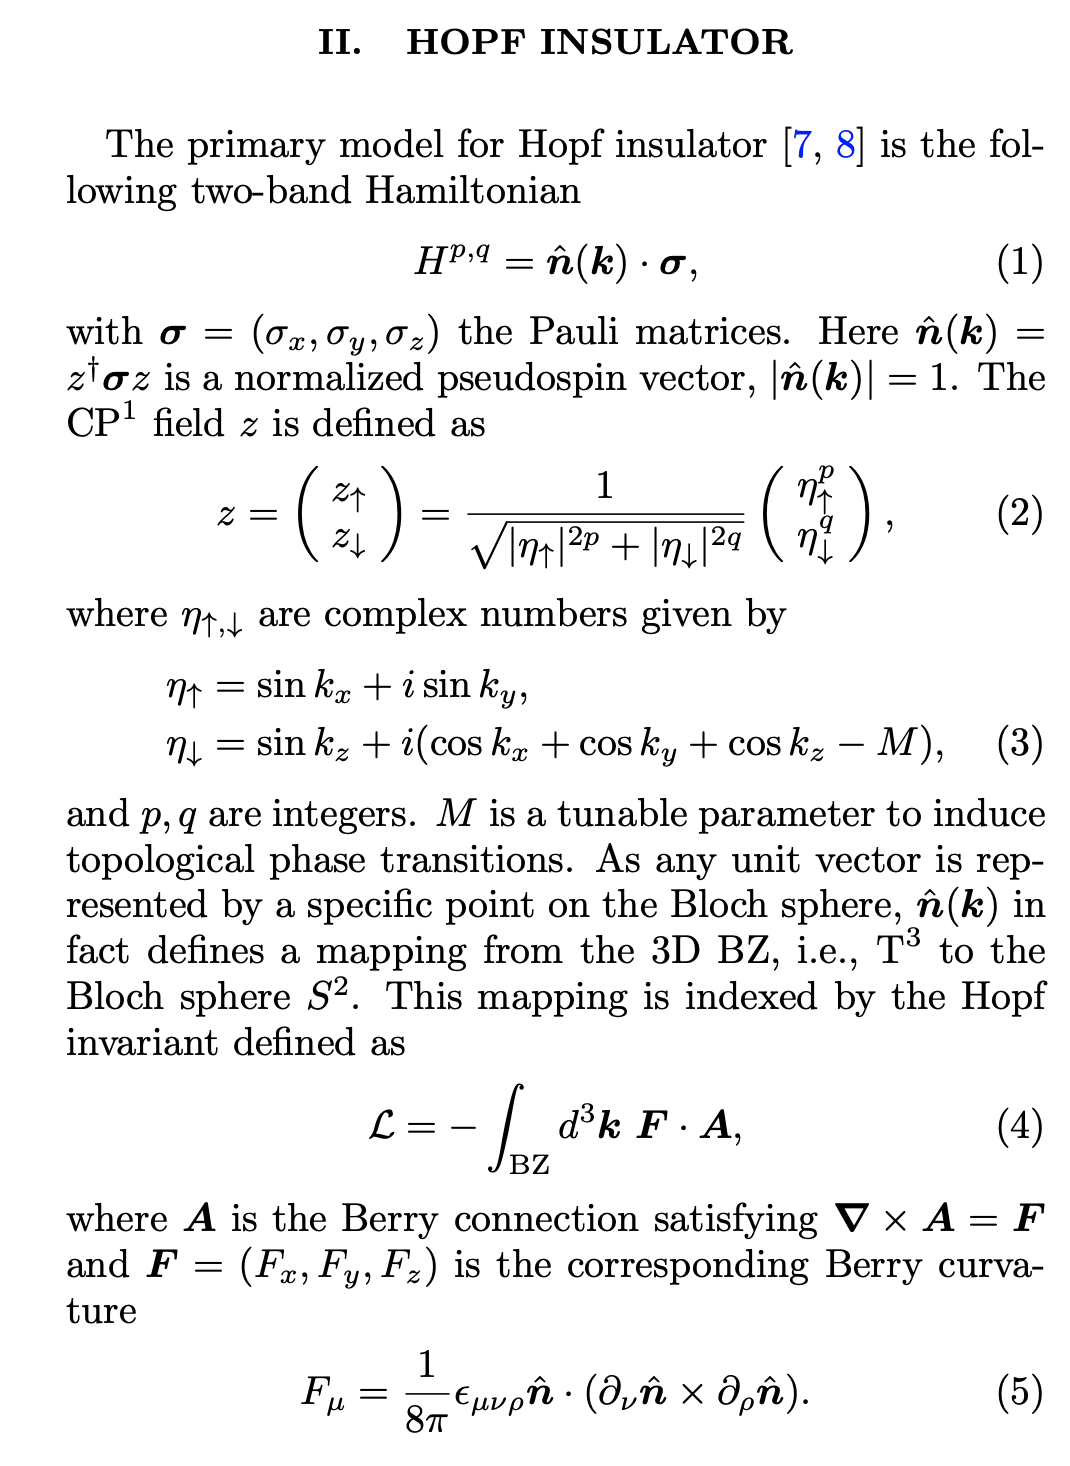 II. HOPF INSULATOR
The primary model for Hopf insulator [7, 8] is the fol-
lowing two-band Hamiltonian
$H^{p,q} = \hat{\boldsymbol{n}}(\boldsymbol{k}) \cdot \boldsymbol{\sigma},$ (1)
with $\boldsymbol{\sigma} = (\sigma_x, \sigma_y, \sigma_z)$ the Pauli matrices. Here $\hat{\boldsymbol{n}}(\boldsymbol{k}) =$
$z^\dagger \boldsymbol{\sigma} z$ is a normalized pseudospin vector, $|\hat{\boldsymbol{n}}(\boldsymbol{k})| = 1$. The
$\mathrm{CP}^1$ field $z$ is defined as
$z = \begin{pmatrix} z_\uparrow \\ z_\downarrow \end{pmatrix} = \frac{1}{\sqrt{|\eta_\uparrow|^{2p} + |\eta_\downarrow|^{2q}}} \begin{pmatrix} \eta_\uparrow^p \\ \eta_\downarrow^q \end{pmatrix},$ (2)
where $\eta_{\uparrow,\downarrow}$ are complex numbers given by
$\eta_\uparrow = \sin k_x + i \sin k_y,$
$\eta_\downarrow = \sin k_z + i(\cos k_x + \cos k_y + \cos k_z - M),$ (3)
and $p, q$ are integers. $M$ is a tunable parameter to induce
topological phase transitions. As any unit vector is rep-
resented by a specific point on the Bloch sphere, $\hat{\boldsymbol{n}}(\boldsymbol{k})$ in
fact defines a mapping from the 3D BZ, i.e., $\mathrm{T}^3$ to the
Bloch sphere $S^2$. This mapping is indexed by the Hopf
invariant defined as
$\mathcal{L} = -\int_{\mathrm{BZ}} d^3\boldsymbol{k} \ \boldsymbol{F} \cdot \boldsymbol{A},$ (4)
where $\boldsymbol{A}$ is the Berry connection satisfying $\boldsymbol{\nabla} \times \boldsymbol{A} = \boldsymbol{F}$
and $\boldsymbol{F} = (F_x, F_y, F_z)$ is the corresponding Berry curva-
ture
$F_\mu = \frac{1}{8\pi} \epsilon_{\mu\nu\rho} \hat{\boldsymbol{n}} \cdot (\partial_\nu \hat{\boldsymbol{n}} \times \partial_\rho \hat{\boldsymbol{n}}).$ (5)